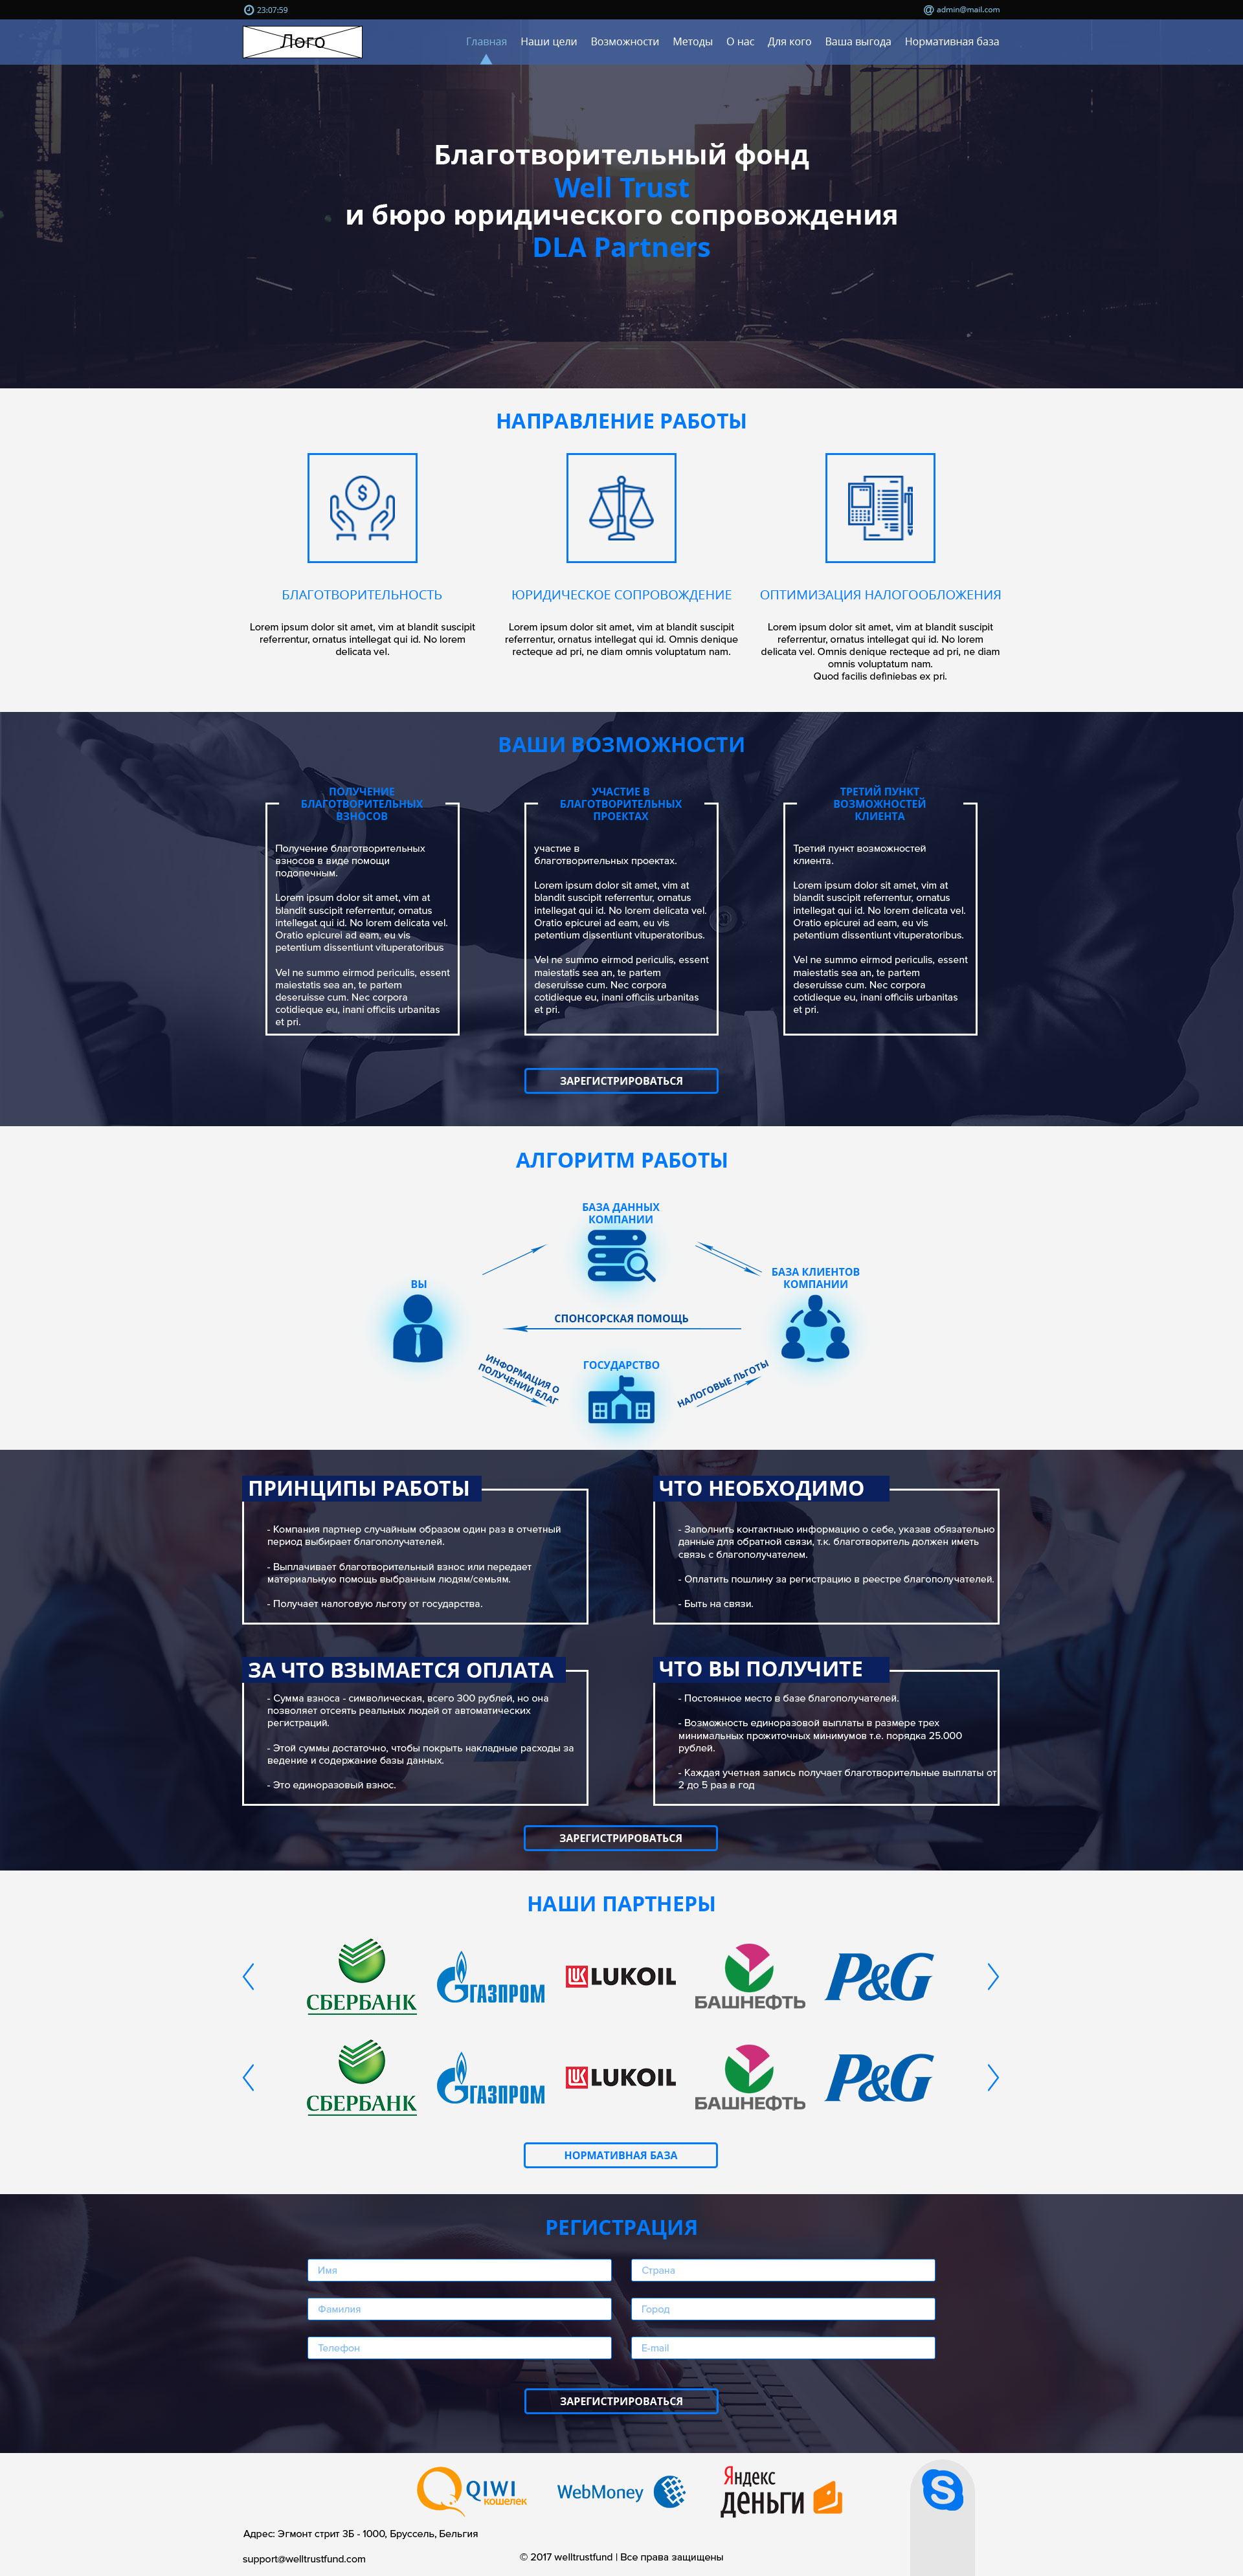 23:07:59
admin@mail.com
Лого
Главная Наши цели Возможности Методы О нас Для кого Ваша выгода Нормативная база
Благотворительный фонд
Well Trust
и бюро юридического сопровождения
DLA Partners
НАПРАВЛЕНИЕ РАБОТЫ
БЛАГОТВОРИТЕЛЬНОСТЬ
Lorem ipsum dolor sit amet, vim at blandit suscipit
referrentur, ornatus intellegat qui id. No lorem
delicata vel.
ЮРИДИЧЕСКОЕ СОПРОВОЖДЕНИЕ
Lorem ipsum dolor sit amet, vim at blandit suscipit
referrentur, ornatus intellegat qui id. Omnis denique
recteque ad pri, ne diam omnis voluptatum nam.
ОПТИМИЗАЦИЯ НАЛОГООБЛОЖЕНИЯ
Lorem ipsum dolor sit amet, vim at blandit suscipit
referrentur, ornatus intellegat qui id. No lorem
delicata vel. Omnis denique recteque ad pri, ne diam
omnis voluptatum nam.
Quod facilis definiebas ex pri.
ВАШИ ВОЗМОЖНОСТИ
ПОЛУЧЕНИЕ
БЛАГОТВОРИТЕЛЬНЫХ
ВЗНОСОВ
Получение благотворительных
взносов в виде помощи
подопечным.
Lorem ipsum dolor sit amet, vim at
blandit suscipit referrentur, ornatus
intellegat qui id. No lorem delicata vel.
Oratio epicurei ad eam, eu vis
petentium dissentiunt vituperatoribus
Vel ne summo eirmod periculis, essent
maiestatis sea an, te partem
deseruisse cum. Nec corpora
cotidieque eu, inani officiis urbanitas
et pri.
УЧАСТИЕ В
БЛАГОТВОРИТЕЛЬНЫХ
ПРОЕКТАХ
участие в
благотворительных проектах.
Lorem ipsum dolor sit amet, vim at
blandit suscipit referrentur, ornatus
intellegat qui id. No lorem delicata vel.
Oratio epicurei ad eam, eu vis
petentium dissentiunt vituperatoribus.
Vel ne summo eirmod periculis, essent
maiestatis sea an, te partem
deseruisse cum. Nec corpora
cotidieque eu, inani officiis urbanitas
et pri.
ТРЕТИЙ ПУНКТ
ВОЗМОЖНОСТЕЙ
КЛИЕНТА
Третий пункт возможностей
клиента.
Lorem ipsum dolor sit amet, vim at
blandit suscipit referrentur, ornatus
intellegat qui id. No lorem delicata vel.
Oratio epicurei ad eam, eu vis
petentium dissentiunt vituperatoribus.
Vel ne summo eirmod periculis, essent
maiestatis sea an, te partem
deseruisse cum. Nec corpora
cotidieque eu, inani officiis urbanitas
et pri.
ЗАРЕГИСТРИРОВАТЬСЯ
АЛГОРИТМ РАБОТЫ
БАЗА ДАННЫХ
КОМПАНИИ
ВЫ
БАЗА КЛИЕНТОВ
КОМПАНИИ
СПОНСОРСКАЯ ПОМОЩЬ
ИНФОРМАЦИЯ О
ПОЛУЧЕНИИ БЛАГ
ГОСУДАРСТВО
НАЛОГОВЫЕ ЛЬГОТЫ
ПРИНЦИПЫ РАБОТЫ
- Компания партнер случайным образом один раз в отчетный
период выбирает благополучателей.
- Выплачивает благотворительный взнос или передает
материальную помощь выбранным людям/семьям.
- Получает налоговую льготу от государства.
ЧТО НЕОБХОДИМО
- Заполнить контактныю информацию о себе, указав обязательно
данные для обратной связи, т.к. благотворитель должен иметь
связь с благополучателем.
- Оплатить пошлину за регистрацию в реестре благополучателей.
- Быть на связи.
ЗА ЧТО ВЗЫМАЕТСЯ ОПЛАТА
- Сумма взноса - символическая, всего 300 рублей, но она
позволяет отсеять реальных людей от автоматических
регистраций.
- Этой суммы достаточно, чтобы покрыть накладные расходы за
ведение и содержание базы данных.
- Это единоразовый взнос.
ЧТО ВЫ ПОЛУЧИТЕ
- Постоянное место в базе благополучателей.
- Возможность единоразовой выплаты в размере трех
минимальных прожиточных минимумов т.е. порядка 25.000
рублей.
- Каждая учетная запись получает благотворительные выплаты от
2 до 5 раз в год
ЗАРЕГИСТРИРОВАТЬСЯ
НАШИ ПАРТНЕРЫ
СБЕРБАНК ГАЗПРОМ LUKOIL БАШНЕФТЬ P&G
СБЕРБАНК ГАЗПРОМ LUKOIL БАШНЕФТЬ P&G
НОРМАТИВНАЯ БАЗА
РЕГИСТРАЦИЯ
Имя
Страна
Фамилия
Город
Телефон
E-mail
ЗАРЕГИСТРИРОВАТЬСЯ
QIWI
кошелек
WebMoney
Яндекс
деньги
Адрес: Эгмонт стрит 3Б - 1000, Бруссель, Бельгия
support@welltrustfund.com
© 2017 welltrustfund | Все права защищены